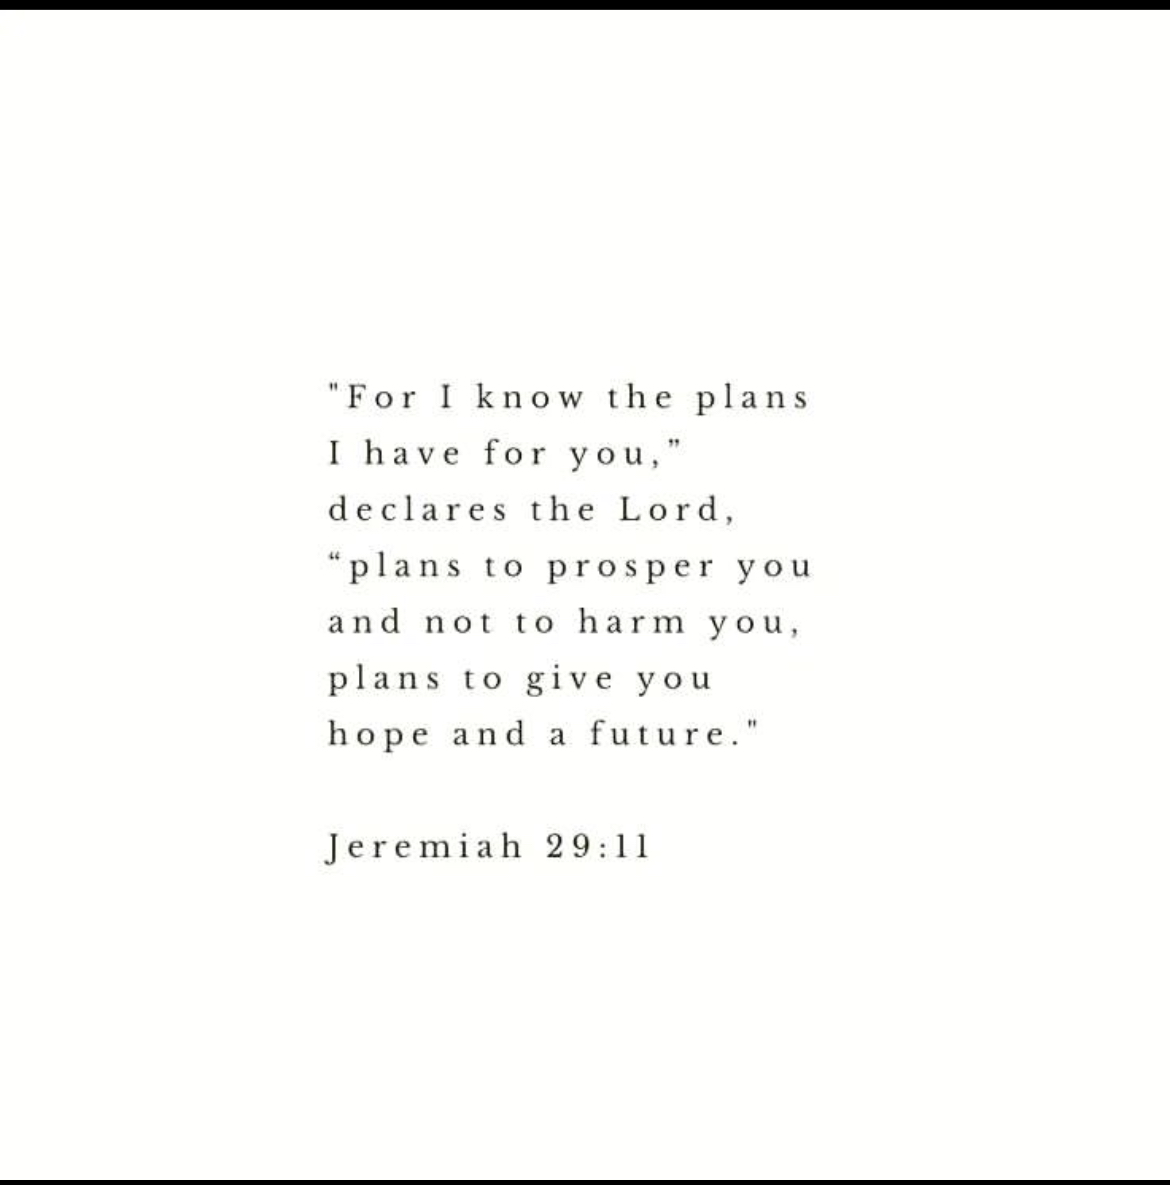 "For I know the plans
I have for you,”
declares the Lord,
“plans to prosper you
and not to harm you,
plans to give you
hope and a future."
Jeremiah 29:11